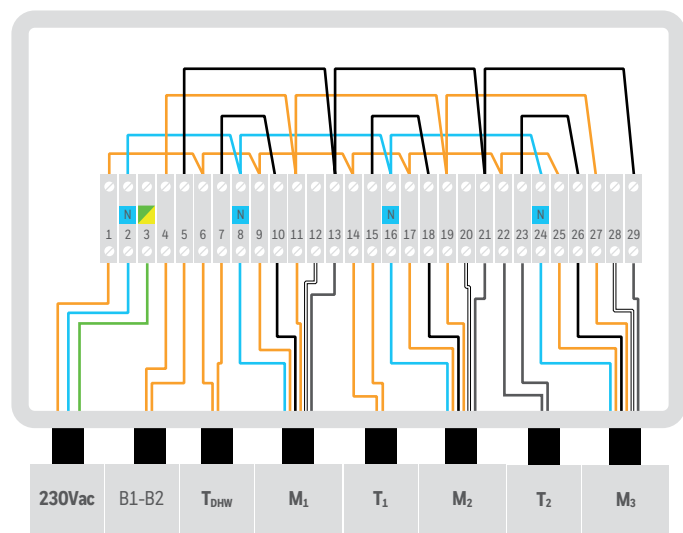 N N N N
1 2 3 4 5 6 7 8 9 10 11 12 13 14 15 16 17 18 19 20 21 22 23 24 25 26 27 28 29
230Vac B1-B2 T_DHW M₁ T₁ M₂ T₂ M₃